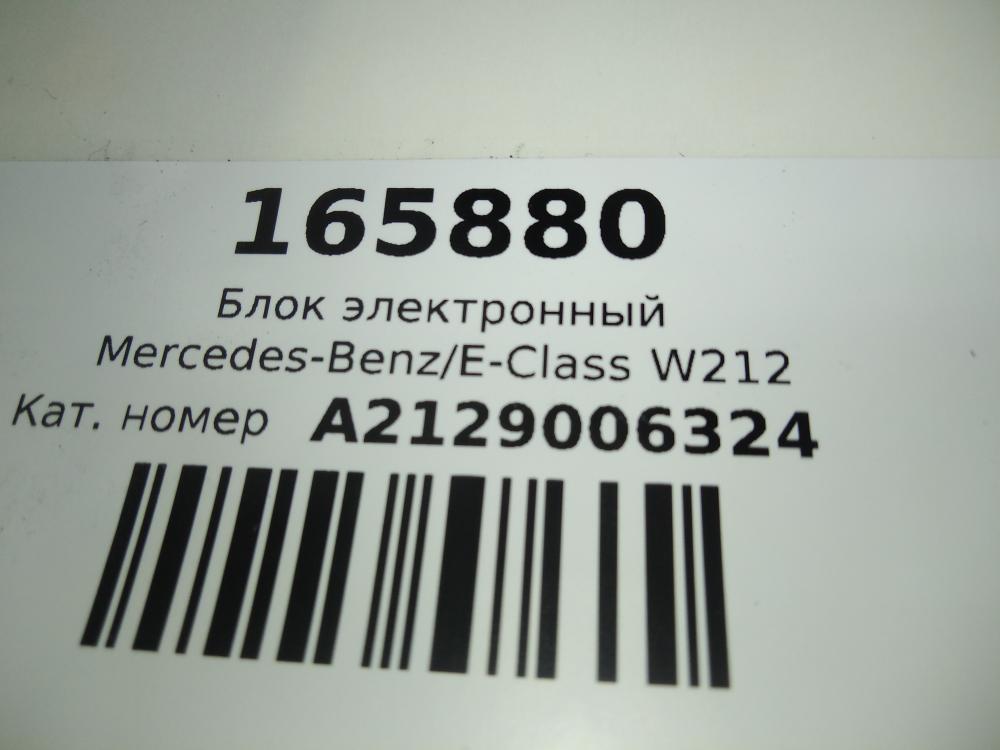 165880
Блок электронный
Mercedes-Benz/E-Class W212
Кат. номер A2129006324